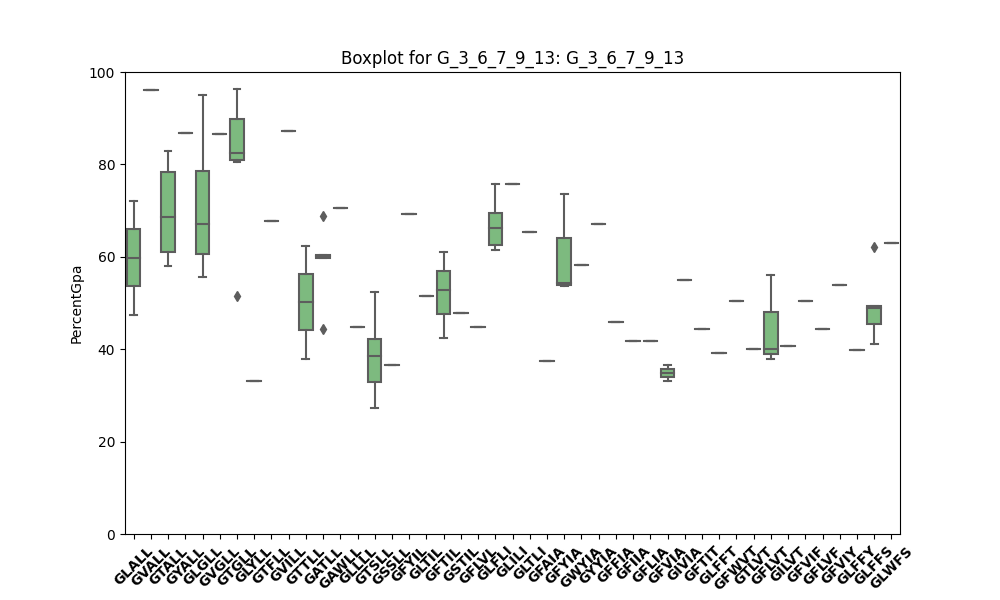 Boxplot for G_3_6_7_9_13: G_3_6_7_9_13
PercentGpa
100
80
60
40
20
0
GLALL
GVALL
GTALL
GYALL
GLGLL
GVGLL
GTGLL
GLYLL
GTFLL
GVILL
GTTLL
GATLL
GAWLL
GLLLL
GTSLL
GSSLL
GFYIL
GLTIL
GFTIL
GSTIL
GFLVL
GLFLI
GLILI
GLTLI
GFAIA
GFYIA
GWYIA
GYYIA
GFFIA
GFIIA
GFLIA
GFVIA
GIVIA
GFTIT
GLFFT
GFWVT
GTLVT
GFLVT
GILVT
GFVIF
GFLVF
GFVIY
GLFFY
GLFFS
GLWFS